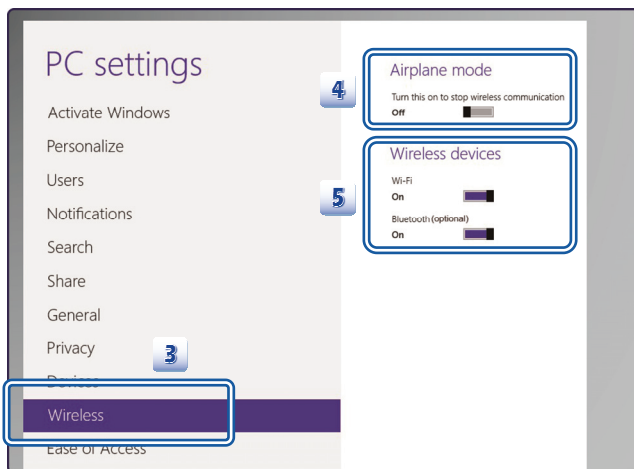 PC settings
Activate Windows
Personalize
Users
Notifications
Search
Share
General
Privacy
3
Devices
Wireless
Ease of Access
4
Airplane mode
Turn this on to stop wireless communication
Off
5
Wireless devices
Wi-Fi
On
Bluetooth (optional)
On